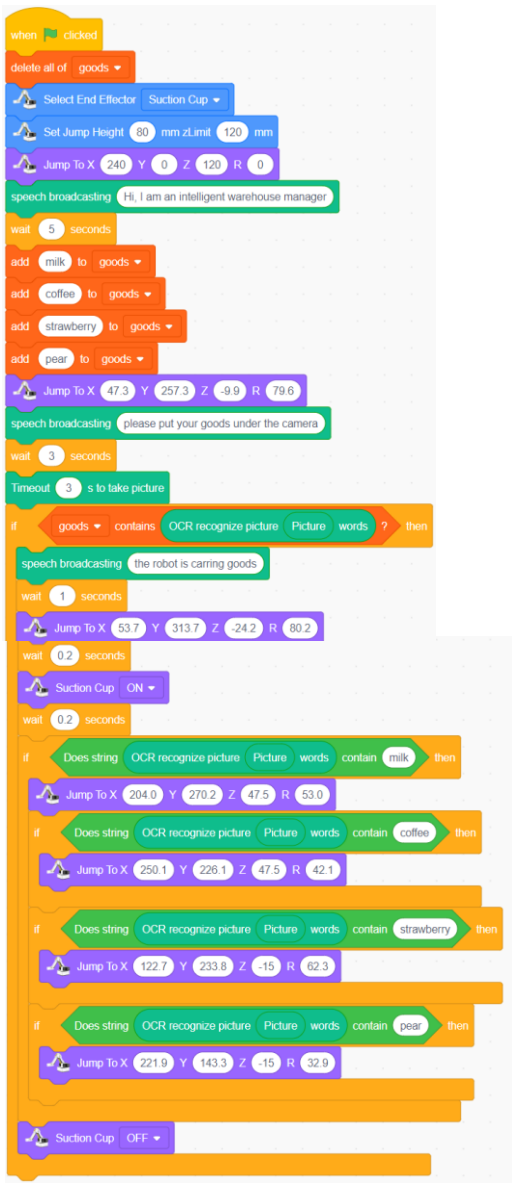 when clicked
delete all of goods
Select End Effector Suction Cup
Set Jump Height 80 mm zLimit 120 mm
Jump To X 240 Y 0 Z 120 R 0
speech broadcasting Hi, I am an intelligent warehouse manager
wait 5 seconds
add milk to goods
add coffee to goods
add strawberry to goods
add pear to goods
Jump To X 47.3 Y 257.3 Z -9.9 R 79.6
speech broadcasting please put your goods under the camera
wait 3 seconds
Timeout 3 s to take picture
if goods contains OCR recognize picture Picture words ? then
speech broadcasting the robot is carring goods
wait 1 seconds
Jump To X 53.7 Y 313.7 Z -24.2 R 80.2
wait 0.2 seconds
Suction Cup ON
wait 0.2 seconds
if Does string OCR recognize picture Picture words contain milk then
Jump To X 204.0 Y 270.2 Z 47.5 R 53.0
if Does string OCR recognize picture Picture words contain coffee then
Jump To X 250.1 Y 226.1 Z 47.5 R 42.1
if Does string OCR recognize picture Picture words contain strawberry then
Jump To X 122.7 Y 233.8 Z -15 R 62.3
if Does string OCR recognize picture Picture words contain pear then
Jump To X 221.9 Y 143.3 Z -15 R 32.9
Suction Cup OFF